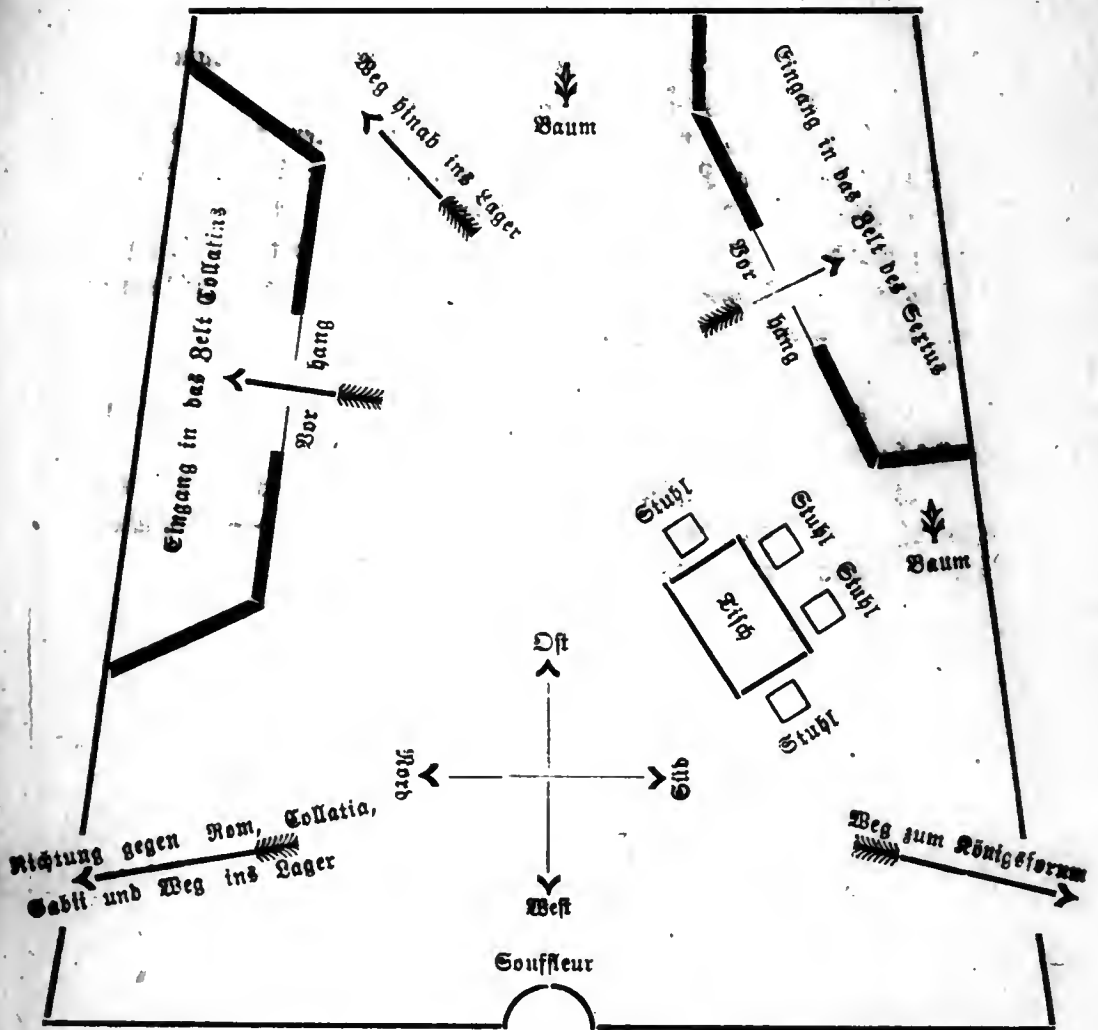 Weg hinab ins Lager
Baum
Eingang in das Zelt des Sextus
Vor
hang
Eingang in das Zelt Collatins
hang
Vor
Stuhl
Stuhl
Stuhl
Tisch
Stuhl
Baum
Ost
Nord
Süd
West
Richtung gegen Rom, Collatia,
Gabii und Weg ins Lager
Weg zum Königsforum
Souffleur